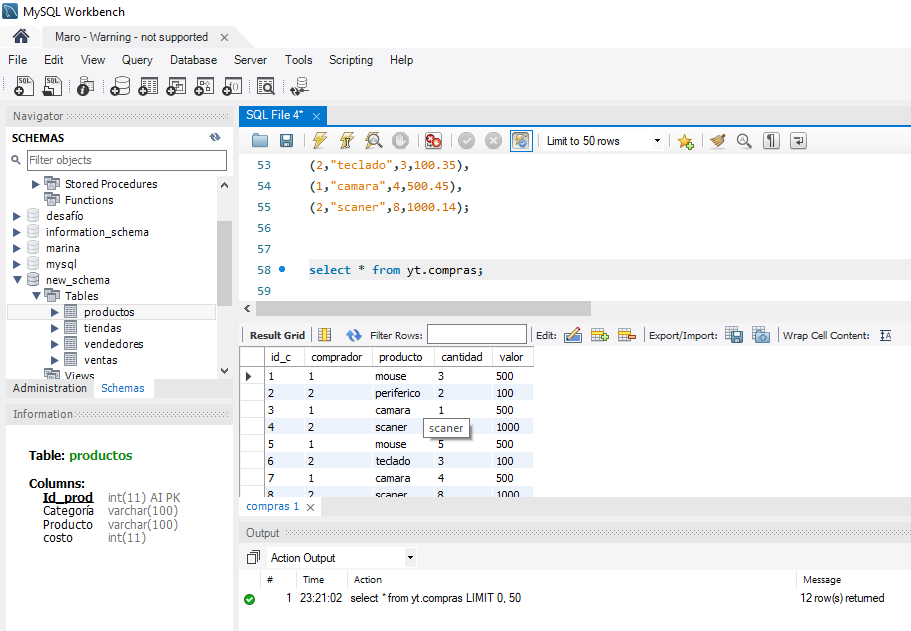 MySQL Workbench
Maro - Warning - not supported
File Edit View Query Database Server Tools Scripting Help
Navigator
SCHEMAS
Filter objects
Stored Procedures
Functions
desafío
information_schema
marina
mysql
new_schema
Tables
productos
tiendas
vendedores
ventas
Views
Administration Schemas
Information
Table: productos
Columns:
Id_prod int(11) AI PK
Categoría varchar(100)
Producto varchar(100)
costo int(11)
SQL File 4*
Limit to 50 rows
53 (2,"teclado",3,100.35),
54 (1,"camara",4,500.45),
55 (2,"scaner",8,1000.14);
56
57
58 select * from yt.compras;
59
Result Grid Filter Rows: Edit: Export/Import: Wrap Cell Content:
id_c comprador producto cantidad valor
1 1 mouse 3 500
2 2 periferico 2 100
3 1 camara 1 500
4 2 scaner 1000
scaner
5 1 mouse 5 500
6 2 teclado 3 100
7 1 camara 4 500
8 2 scaner 8 1000
compras 1
Output
Action Output
# Time Action Message
1 23:21:02 select * from yt.compras LIMIT 0, 50 12 row(s) returned